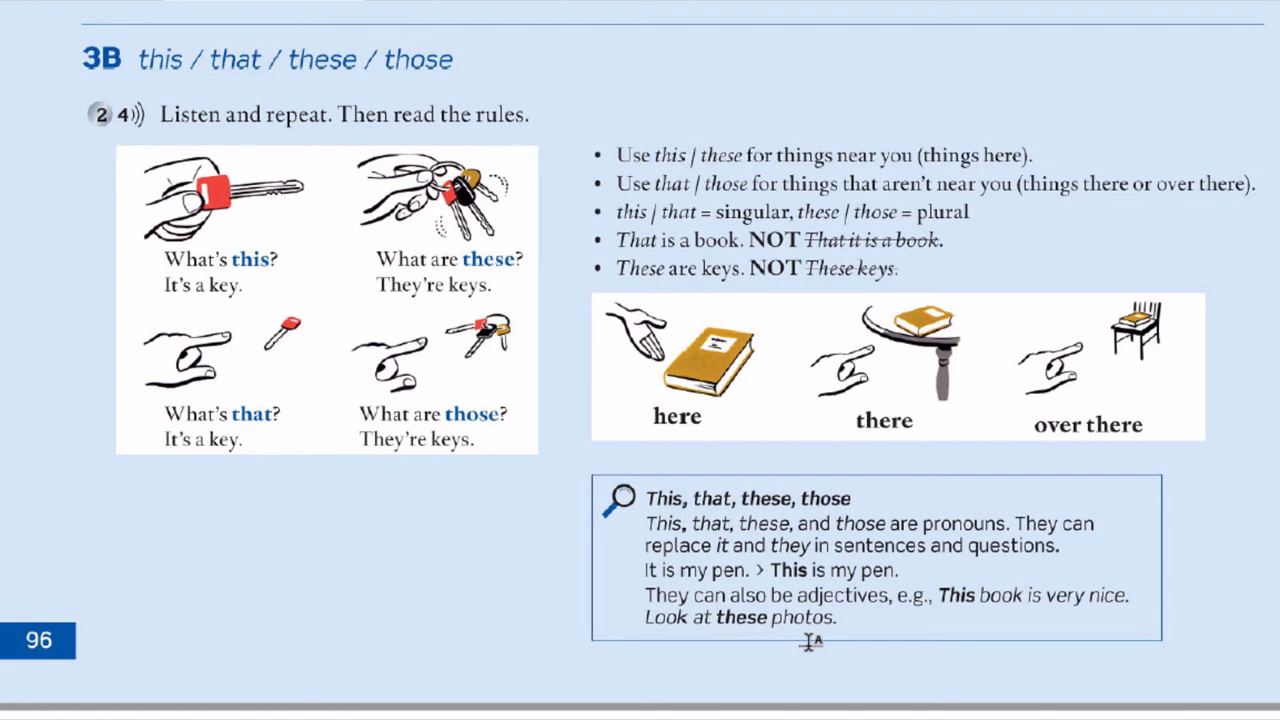 3B this / that / these / those
2 4))) Listen and repeat. Then read the rules.
What's this?
It's a key.
What are these?
They're keys.
What's that?
It's a key.
What are those?
They're keys.
• Use this / these for things near you (things here).
• Use that / those for things that aren't near you (things there or over there).
• this / that = singular, these / those = plural
• That is a book. NOT That it is a book.
• These are keys. NOT These keys.
here
there
over there
This, that, these, those
This, that, these, and those are pronouns. They can
replace it and they in sentences and questions.
It is my pen. > This is my pen.
They can also be adjectives, e.g., This book is very nice.
Look at these photos.
96